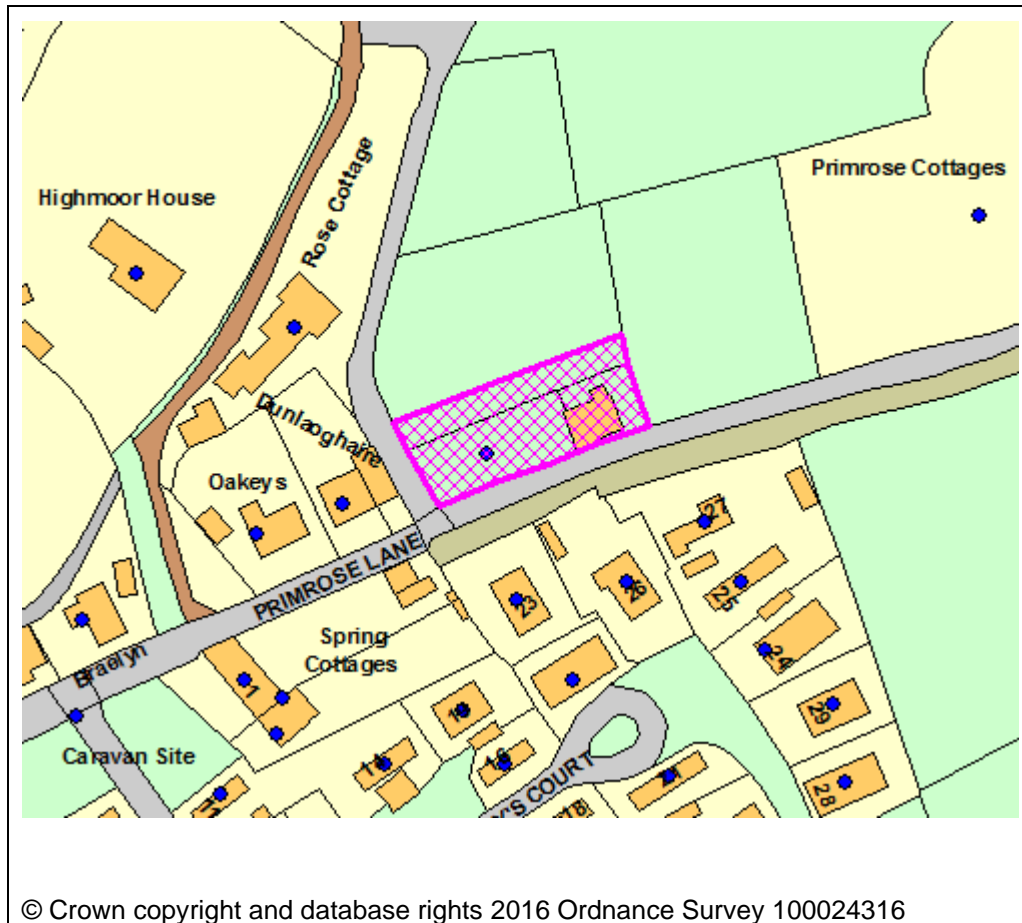 Highmoor House
Rose Cottage
Primrose Cottages
Dunlaoghaire
Oakeys
PRIMROSE LANE
Spring
Cottages
Braelyn
Caravan Site
1
23
26
27
25
24
29
28
14
16
21
18
'S COURT
© Crown copyright and database rights 2016 Ordnance Survey 100024316